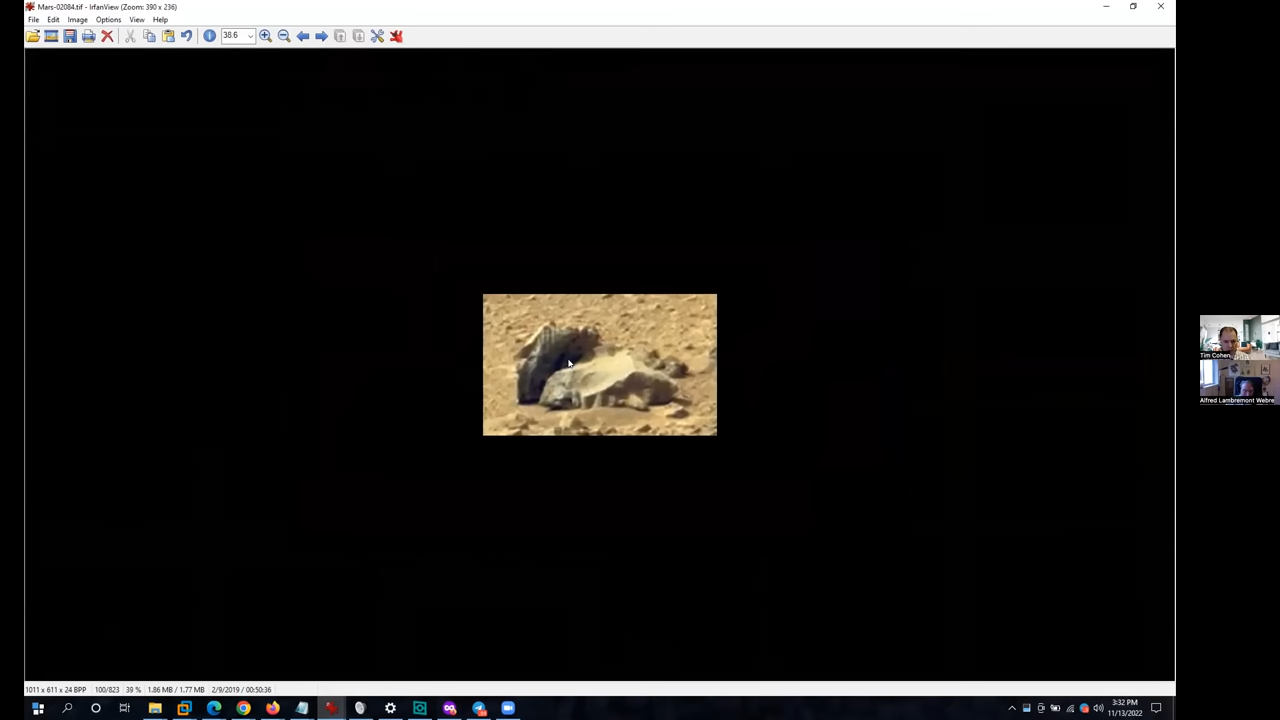 Mars-02084.tif - IrfanView (Zoom: 390 x 236)
File Edit Image Options View Help
38.6
Tim Cohen
Alfred Lambremont Webre
1011 x 611 x 24 BPP 100/823 39 % 1.86 MB / 1.77 MB 2/9/2019 / 00:50:36
3:32 PM
11/13/2022